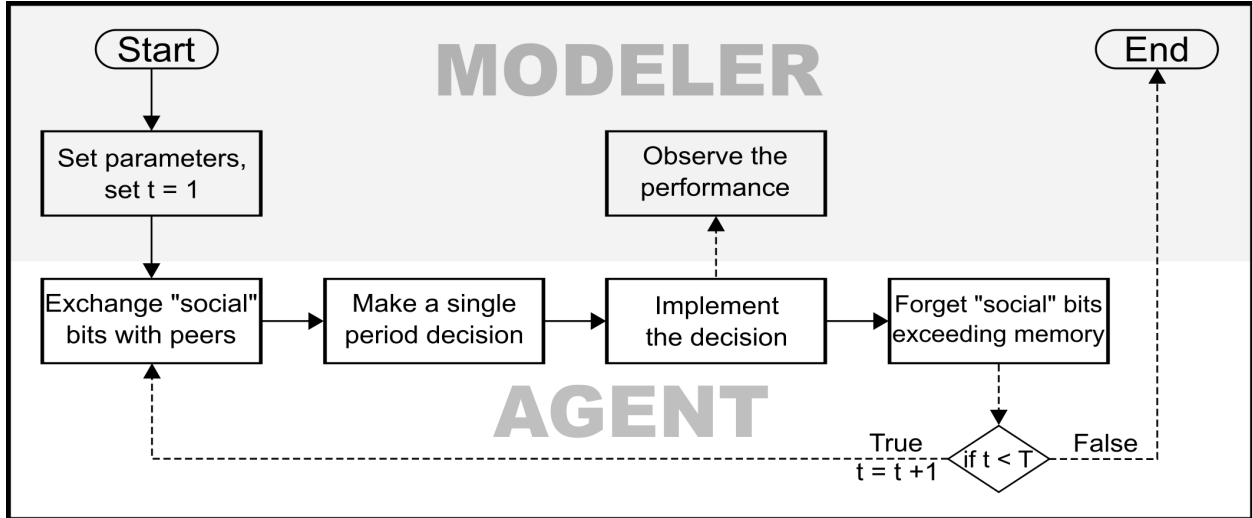 Start
MODELER
End
Set parameters,
set t = 1
Observe the
performance
Exchange "social"
bits with peers
Make a single
period decision
Implement
the decision
Forget "social" bits
exceeding memory
AGENT
True
t = t +1
if t < T
False